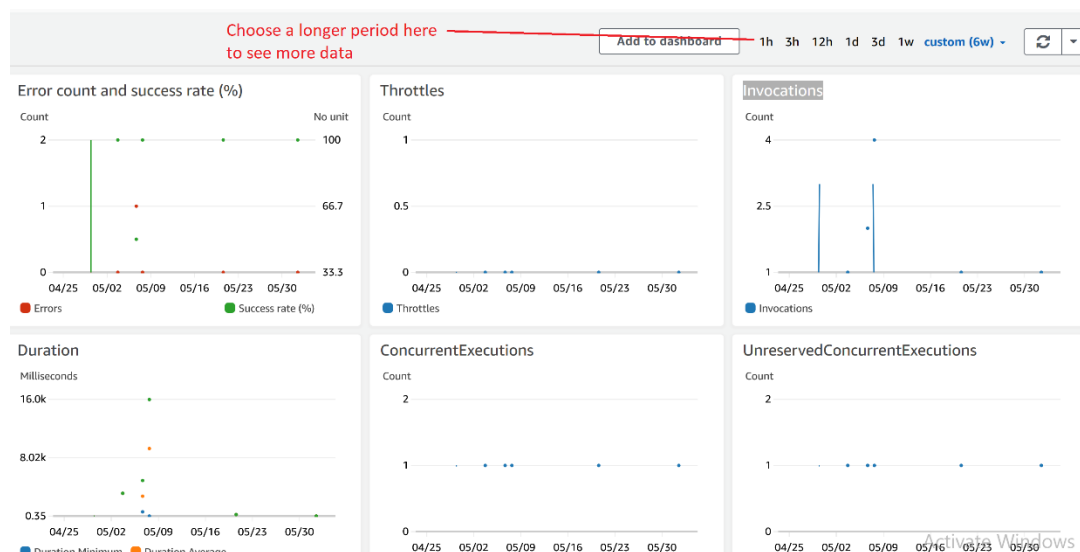 Choose a longer period here
to see more data
Add to dashboard 1h 3h 12h 1d 3d 1w custom (6w)
Error count and success rate (%)
Count No unit
2 100
1 66.7
0 33.3
04/25 05/02 05/09 05/16 05/23 05/30
Errors Success rate (%)
Throttles
Count
1
0.5
0
04/25 05/02 05/09 05/16 05/23 05/30
Throttles
Invocations
Count
4
2.5
1
04/25 05/02 05/09 05/16 05/23 05/30
Invocations
Duration
Milliseconds
16.0k
8.02k
0.35
04/25 05/02 05/09 05/16 05/23 05/30
Duration Minimum Duration Average
ConcurrentExecutions
Count
2
1
0
04/25 05/02 05/09 05/16 05/23 05/30
UnreservedConcurrentExecutions
Count
2
1
0
04/25 05/02 05/09 05/16 05/23 05/30
Activate Windows